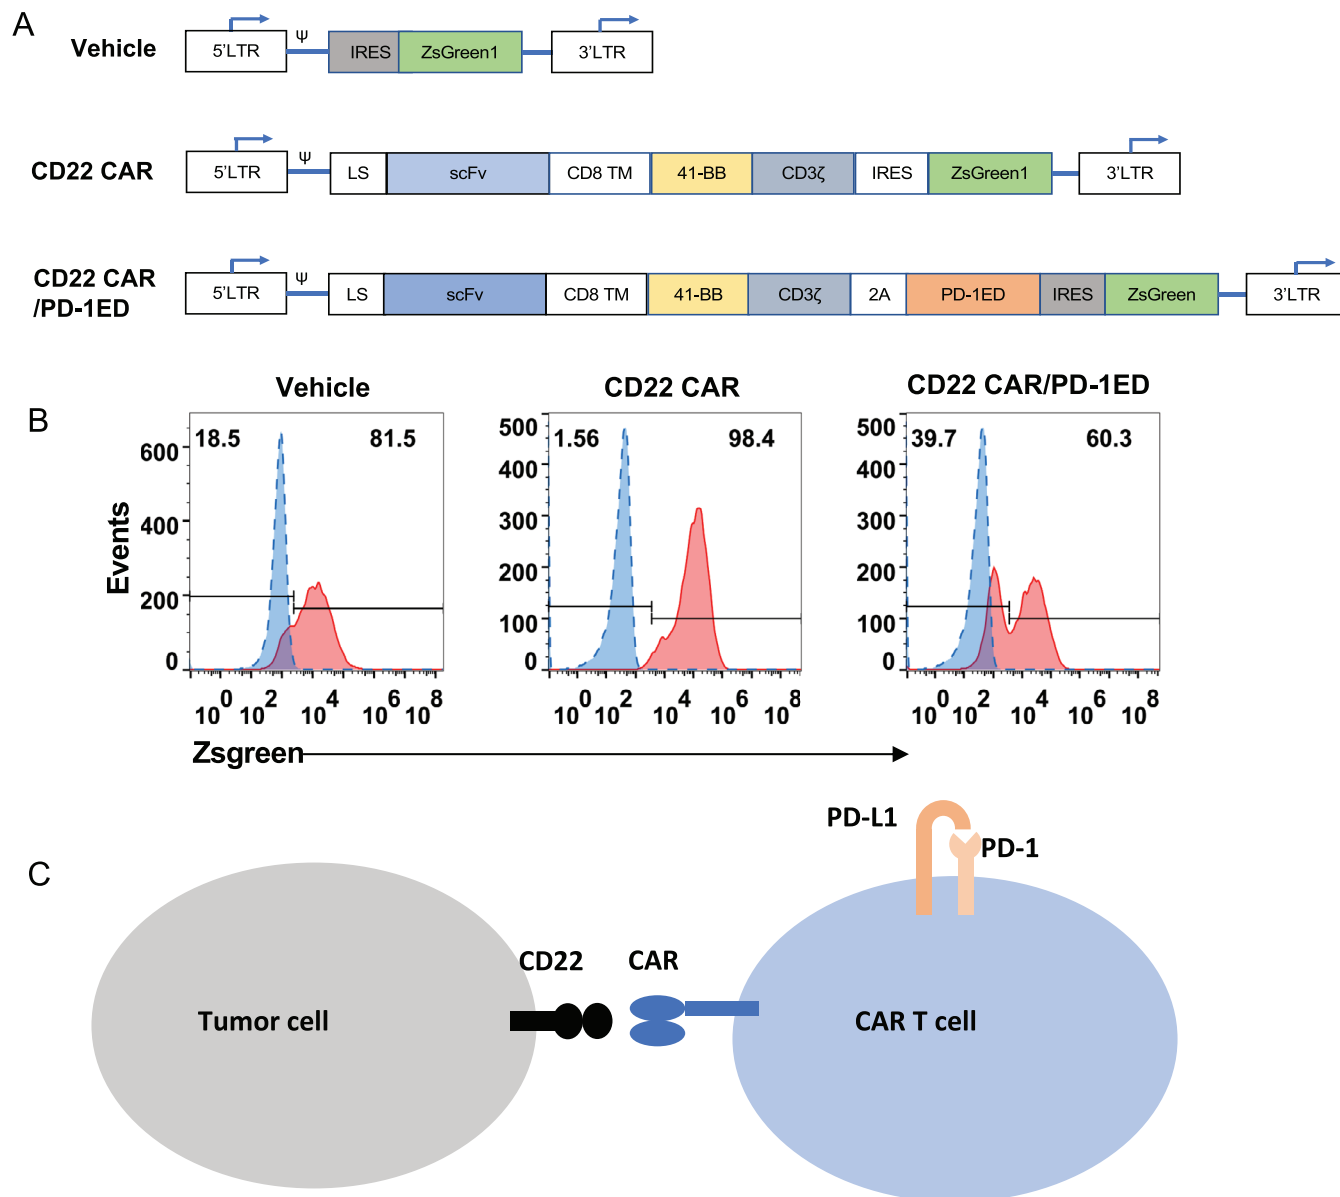 A
Vehicle
5'LTR ψ IRES ZsGreen1 3'LTR
CD22 CAR
5'LTR ψ LS scFv CD8 TM 41-BB CD3ζ IRES ZsGreen1 3'LTR
CD22 CAR
/PD-1ED
5'LTR ψ LS scFv CD8 TM 41-BB CD3ζ 2A PD-1ED IRES ZsGreen 3'LTR
B
Vehicle
CD22 CAR
CD22 CAR/PD-1ED
Events
18.5 81.5
600
400
200
0
10^0 10^2 10^4 10^6 10^8
1.56 98.4
500
400
300
200
100
0
10^0 10^2 10^4 10^6 10^8
39.7 60.3
500
400
300
200
100
0
10^0 10^2 10^4 10^6 10^8
Zsgreen
C
PD-L1
PD-1
CD22 CAR
Tumor cell
CAR T cell